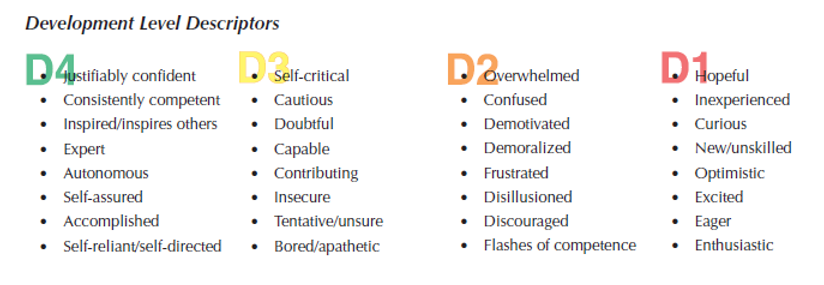 Development Level Descriptors
D4
• Justifiably confident
• Consistently competent
• Inspired/inspires others
• Expert
• Autonomous
• Self-assured
• Accomplished
• Self-reliant/self-directed
D3
• Self-critical
• Cautious
• Doubtful
• Capable
• Contributing
• Insecure
• Tentative/unsure
• Bored/apathetic
D2
• Overwhelmed
• Confused
• Demotivated
• Demoralized
• Frustrated
• Disillusioned
• Discouraged
• Flashes of competence
D1
• Hopeful
• Inexperienced
• Curious
• New/unskilled
• Optimistic
• Excited
• Eager
• Enthusiastic